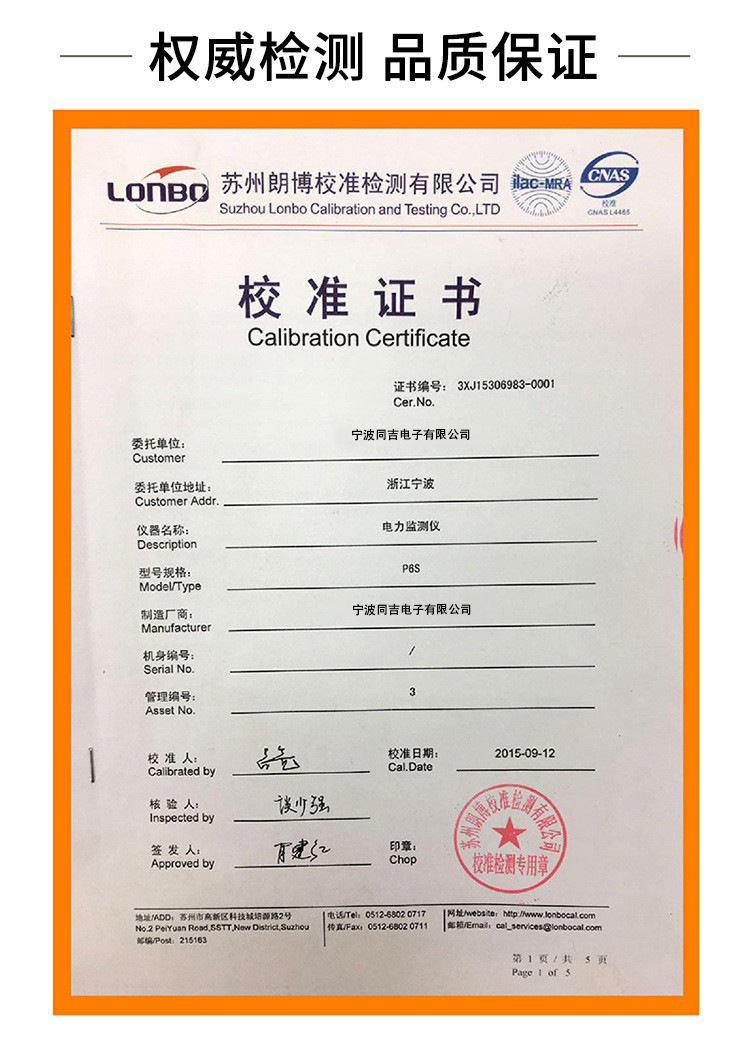 权威检测 品质保证
LONBO
苏州朗博校准检测有限公司
Suzhou Lonbo Calibration and Testing Co.,LTD
ilac-MRA
CNAS
校准
CNAS L4465
校准证书
Calibration Certificate
证书编号： 3XJ15306983-0001
Cer.No.
宁波同吉电子有限公司
委托单位：
Customer
委托单位地址： 浙江宁波
Customer Addr.
仪器名称： 电力监测仪
Description
型号规格： P6S
Model/Type
制造厂商： 宁波同吉电子有限公司
Manufacturer
机身编号： /
Serial No.
管理编号： 3
Asset No.
校 准 人： 校准日期： 2015-09-12
Calibrated by Cal.Date
核 验 人： 谈少强
Inspected by
签 发 人： 印章：
Approved by Chop
苏州朗博校准检测有限公司
校准检测专用章
地址/ADD： 苏州市高新区科技城培源路2号
No.2 PeiYuan Road,SSTT,New District,Suzhou
邮编/Post： 215163
电话/Tel： 0512-6802 0717
传真/Fax： 0512-6802 0711
网址/website： http://www.lonbocal.com
邮箱/Email： cal_services@lonbocal.com
第 1 页 / 共 5 页
Page 1 of 5